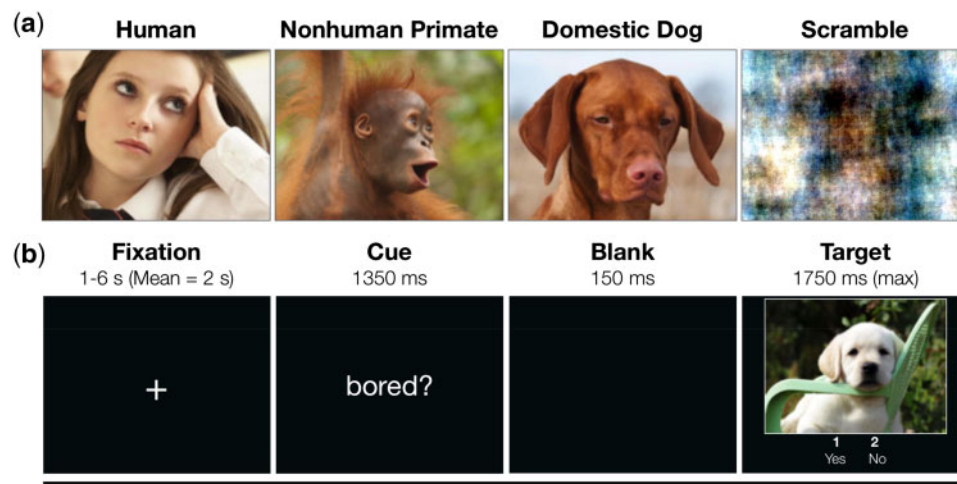 (a) Human Nonhuman Primate Domestic Dog Scramble
(b) Fixation Cue Blank Target
1-6 s (Mean = 2 s) 1350 ms 150 ms 1750 ms (max)
+ bored?
1 2
Yes No